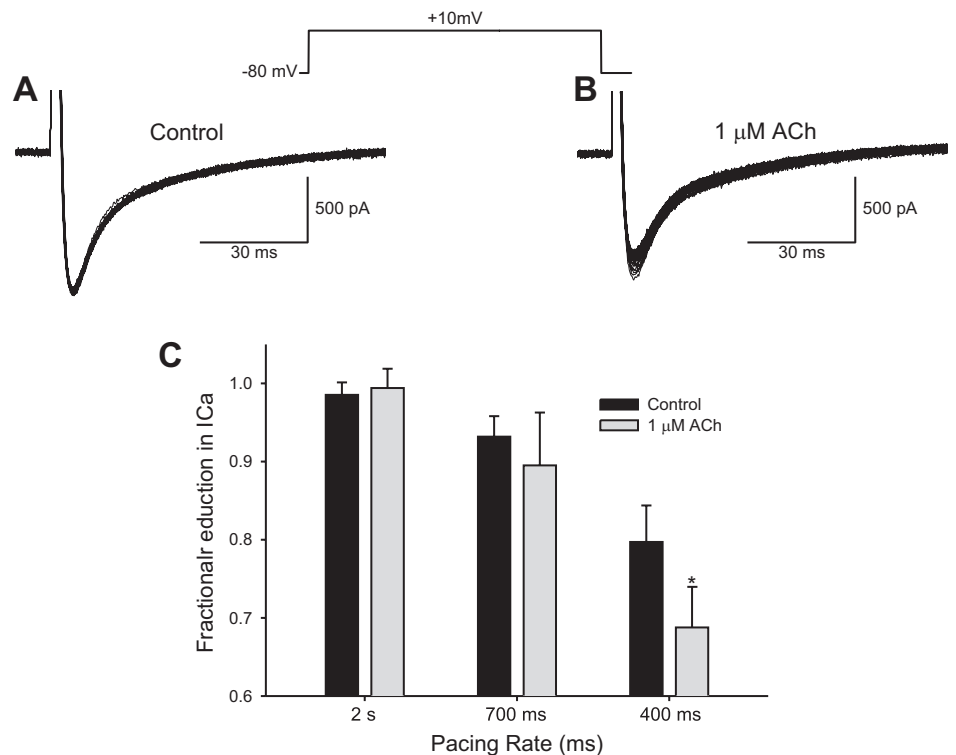 +10mV
-80 mV
A
Control
500 pA
30 ms
B
1 μM ACh
500 pA
30 ms
C
Fractionalr eduction in ICa
1.0
0.9
0.8
0.7
0.6
Control
1 μM ACh
*
2 s
700 ms
400 ms
Pacing Rate (ms)